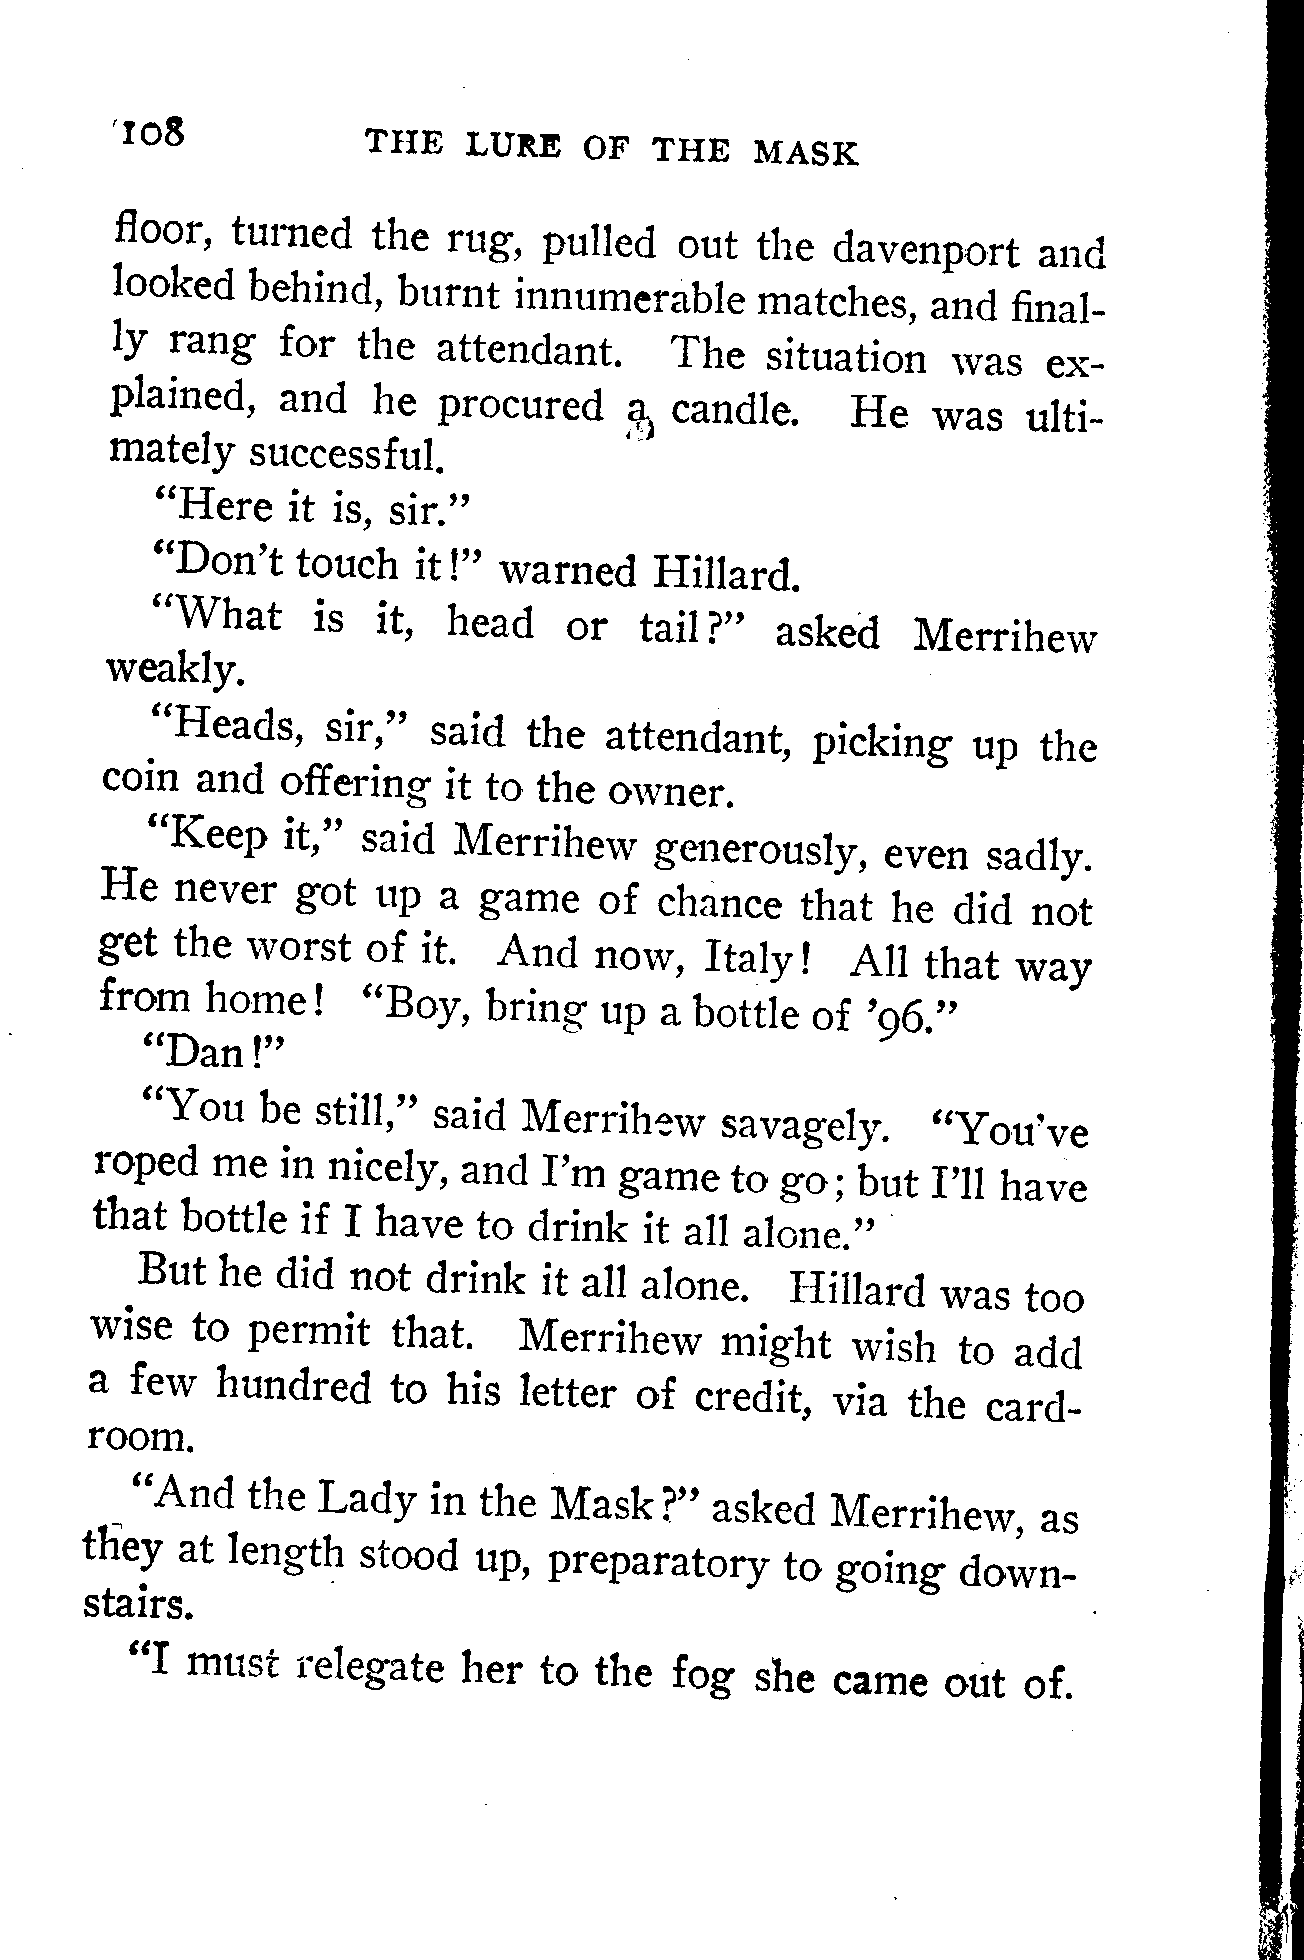 108 THE LURE OF THE MASK
floor, turned the rug, pulled out the davenport and
looked behind, burnt innumerable matches, and final-
ly rang for the attendant. The situation was ex-
plained, and he procured a candle. He was ulti-
mately successful.
“Here it is, sir.”
“Don’t touch it!” warned Hillard.
“What is it, head or tail?” asked Merrihew
weakly.
“Heads, sir,” said the attendant, picking up the
coin and offering it to the owner.
“Keep it,” said Merrihew generously, even sadly.
He never got up a game of chance that he did not
get the worst of it. And now, Italy! All that way
from home! “Boy, bring up a bottle of ’96.”
“Dan!”
“You be still,” said Merrihew savagely. “You’ve
roped me in nicely, and I’m game to go; but I’ll have
that bottle if I have to drink it all alone.”
But he did not drink it all alone. Hillard was too
wise to permit that. Merrihew might wish to add
a few hundred to his letter of credit, via the card-
room.
“And the Lady in the Mask?” asked Merrihew, as
they at length stood up, preparatory to going down-
stairs.
“I must relegate her to the fog she came out of.